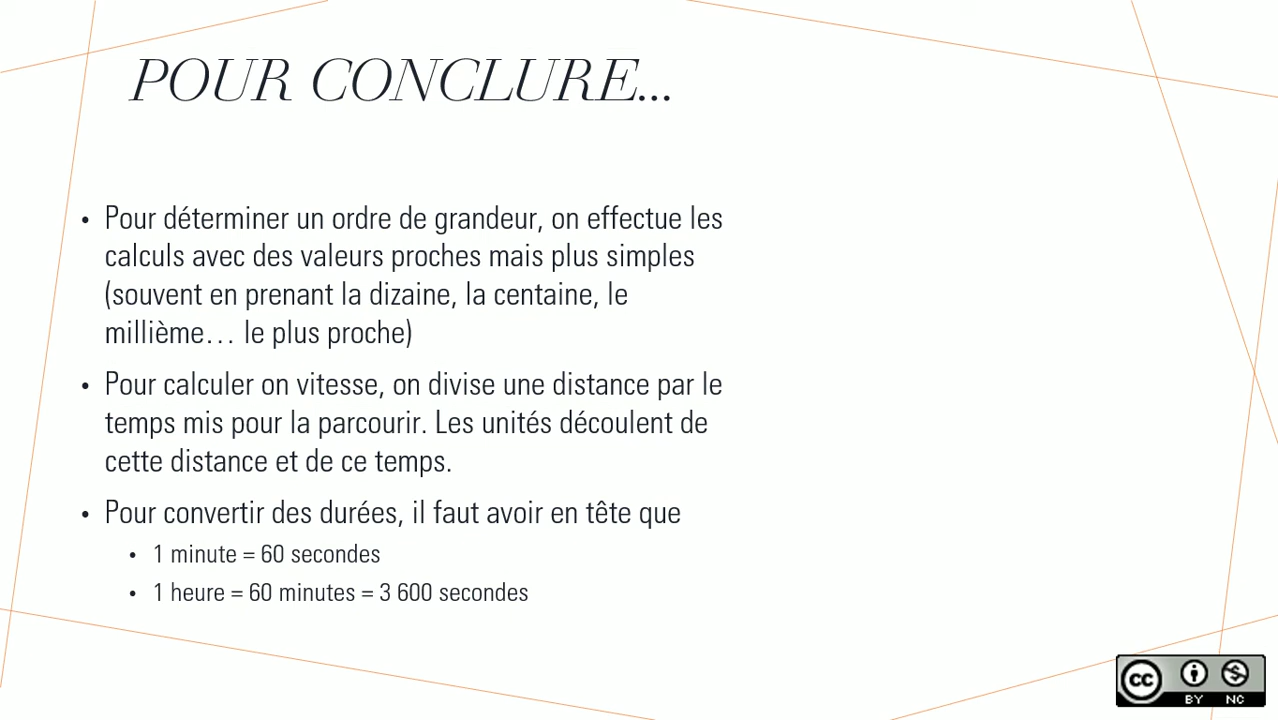 POUR CONCLURE...
• Pour déterminer un ordre de grandeur, on effectue les
calculs avec des valeurs proches mais plus simples
(souvent en prenant la dizaine, la centaine, le
millième... le plus proche)
• Pour calculer on vitesse, on divise une distance par le
temps mis pour la parcourir. Les unités découlent de
cette distance et de ce temps.
• Pour convertir des durées, il faut avoir en tête que
• 1 minute = 60 secondes
• 1 heure = 60 minutes = 3 600 secondes
cc
BY NC